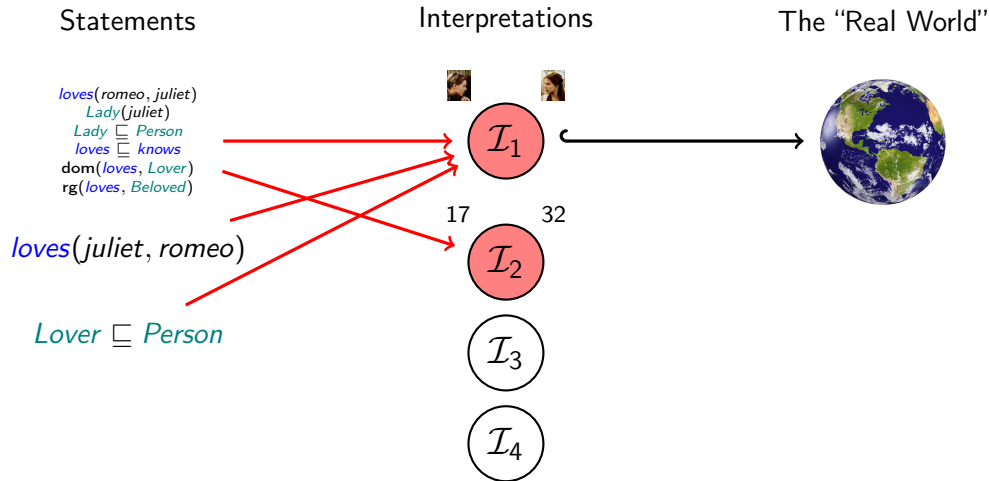 Statements
Interpretations
The “Real World”
loves(romeo, juliet)
Lady(juliet)
Lady ⊑ Person
loves ⊑ knows
dom(loves, Lover)
rg(loves, Beloved)
loves(juliet, romeo)
Lover ⊑ Person
I₁
17 32
I₂
I₃
I₄